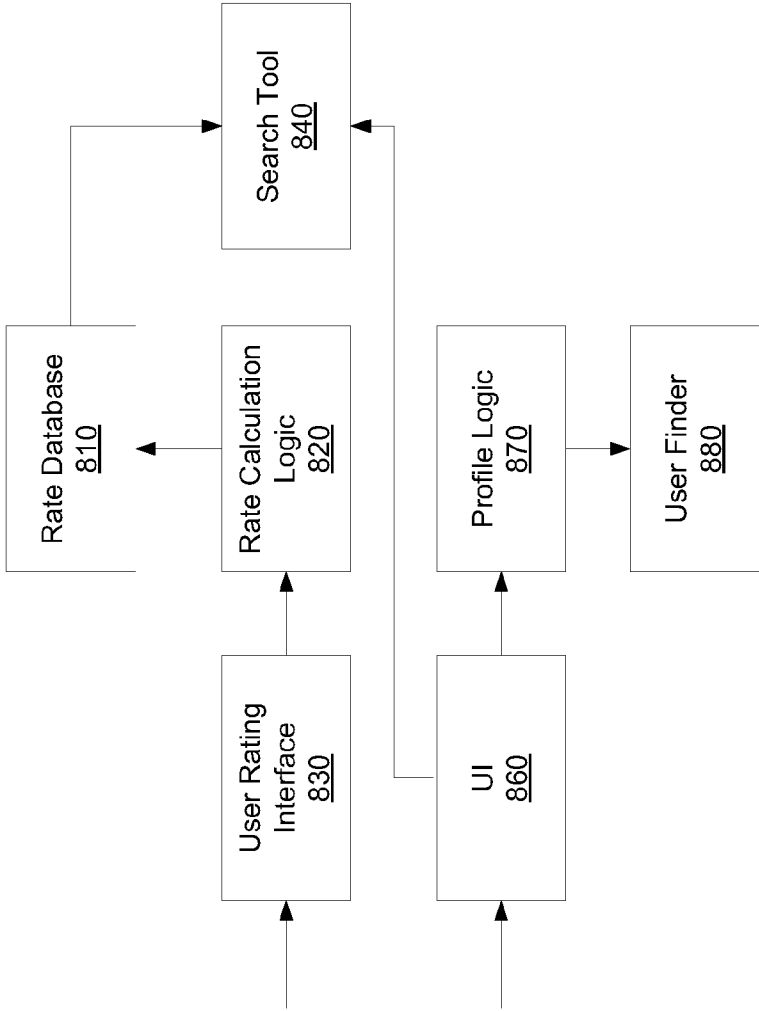 Rate Database
810
Rate Calculation
Logic
820
Search Tool
840
User Rating
Interface
830
UI
860
Profile Logic
870
User Finder
880